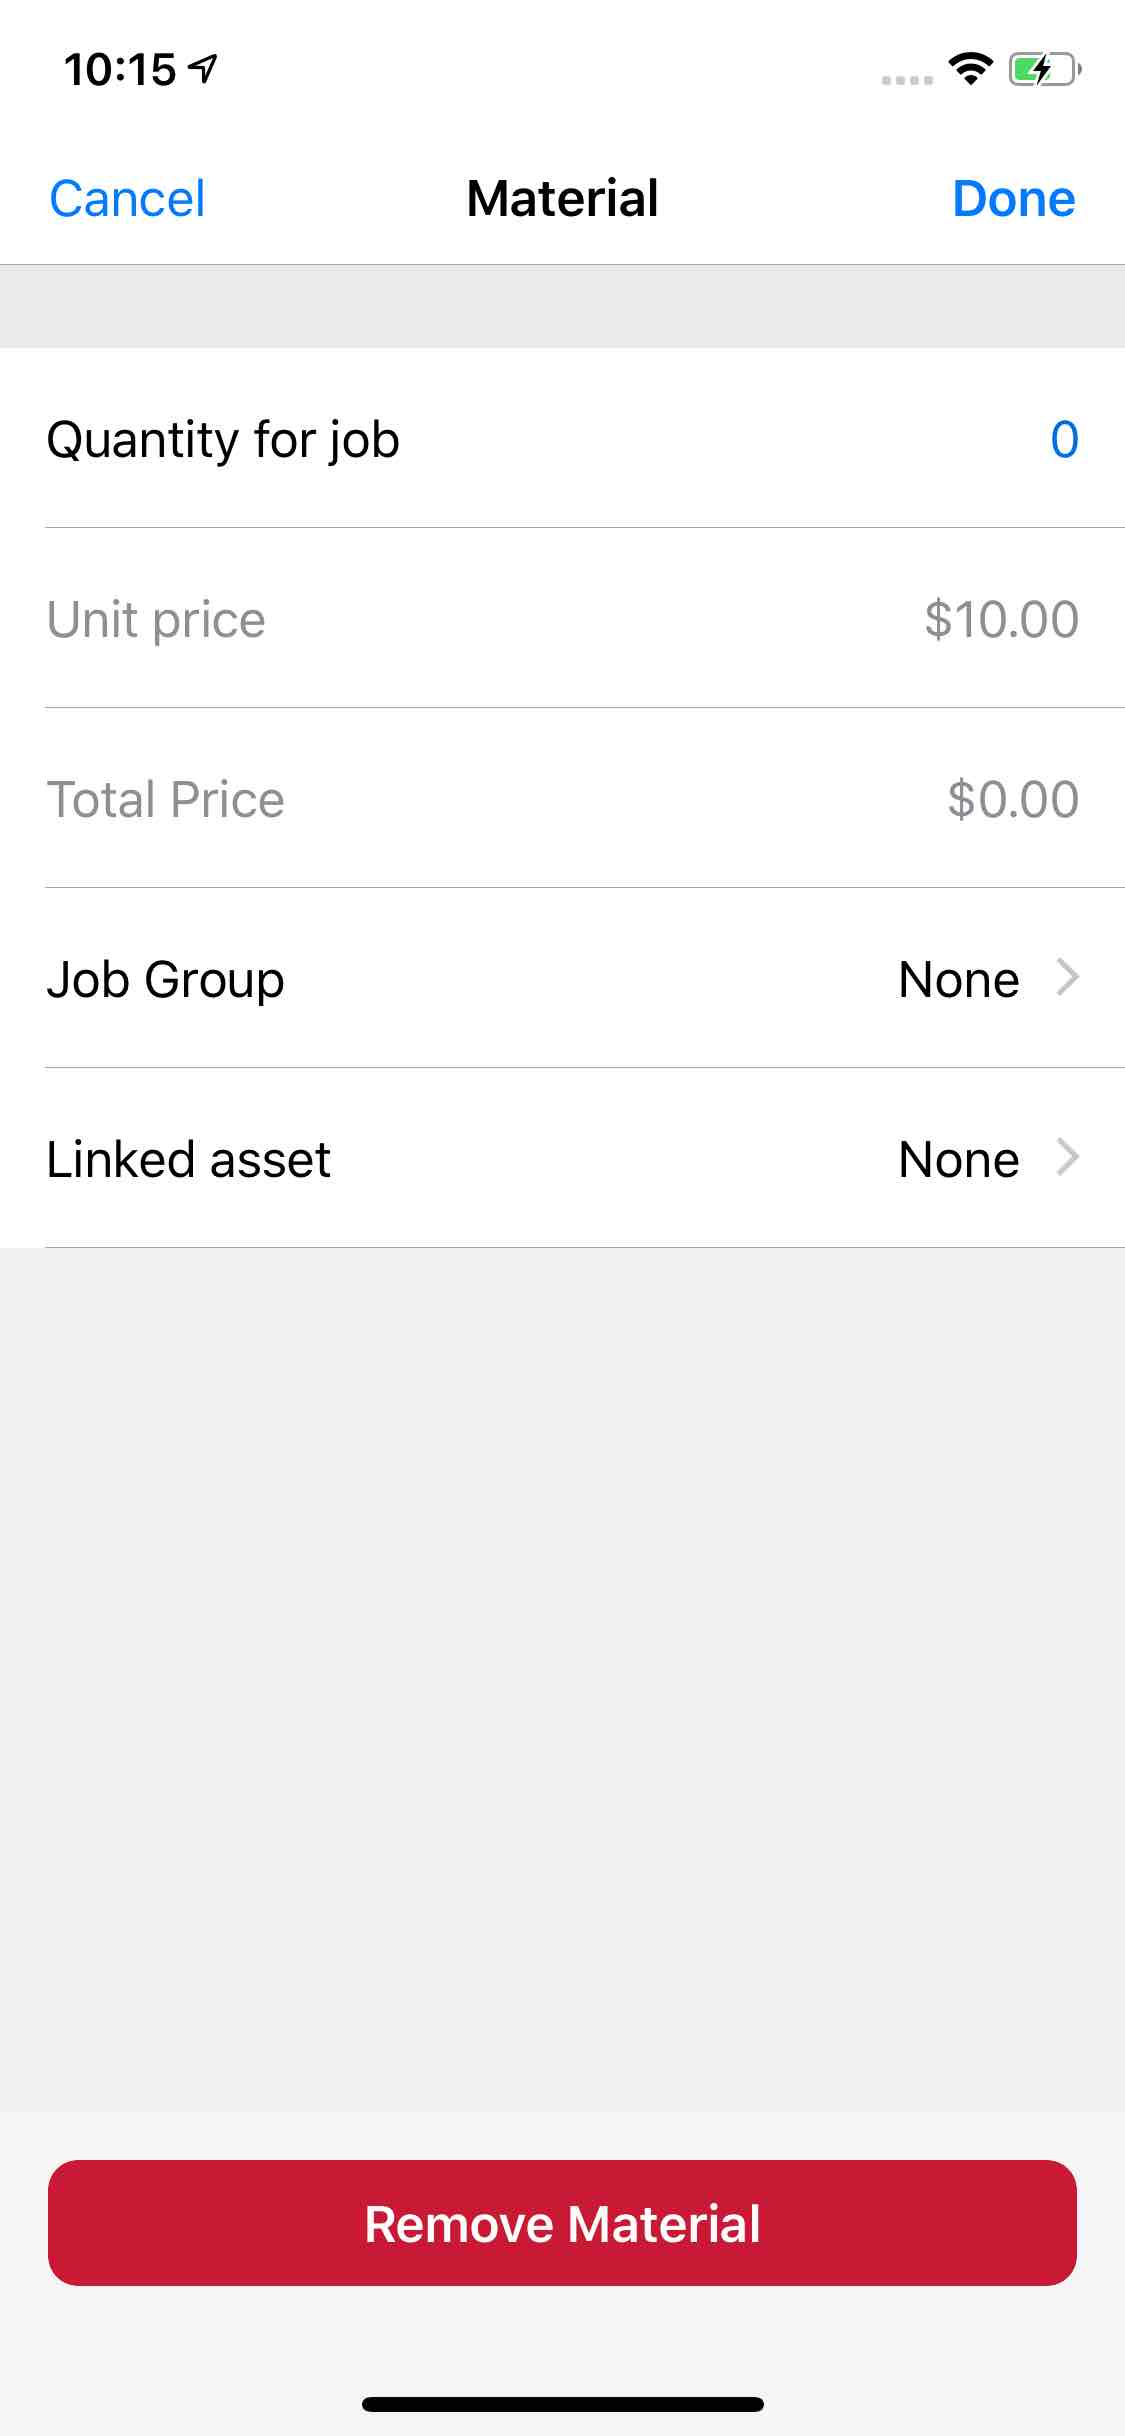 10:15
Cancel Material Done
Quantity for job 0
Unit price $10.00
Total Price $0.00
Job Group None
Linked asset None
Remove Material